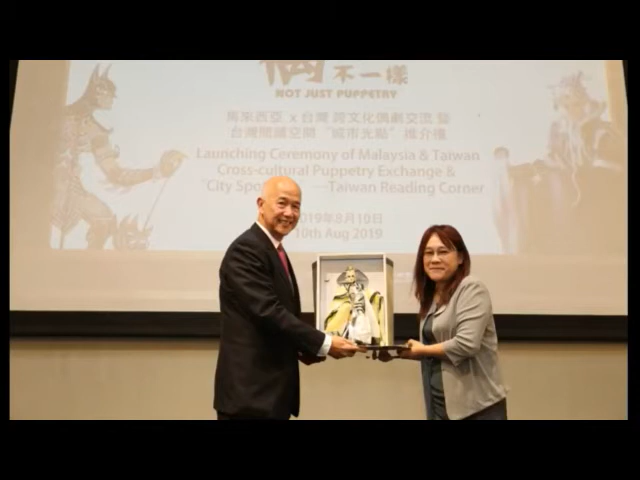 偶不一樣
NOT JUST PUPPETRY
馬來西亞 x 台灣 跨文化偶劇交流 暨
台灣閱讀空間 "城市光點" 推介禮
Launching Ceremony of Malaysia & Taiwan
Cross-cultural Puppetry Exchange &
"City Spo —Taiwan Reading Corner
2019年8月10日
10th Aug 2019